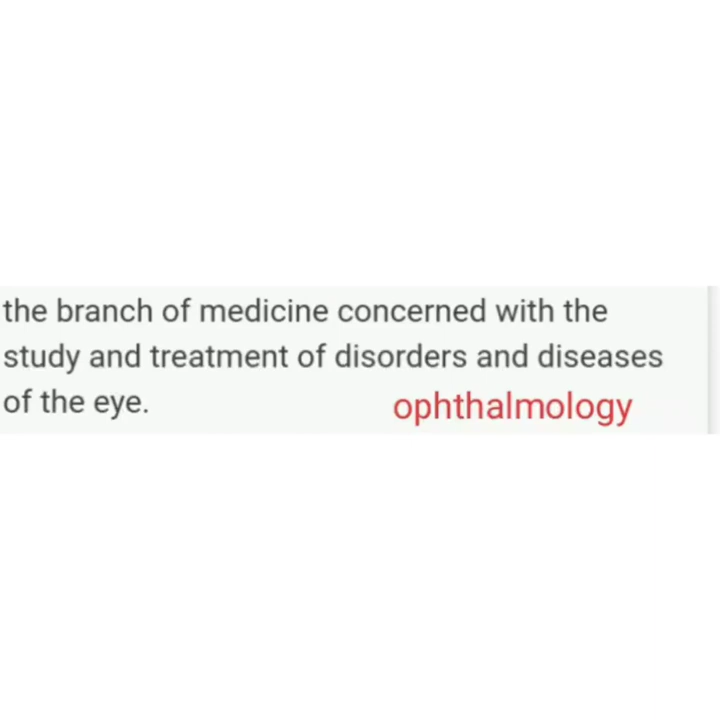 the branch of medicine concerned with the
study and treatment of disorders and diseases
of the eye. ophthalmology